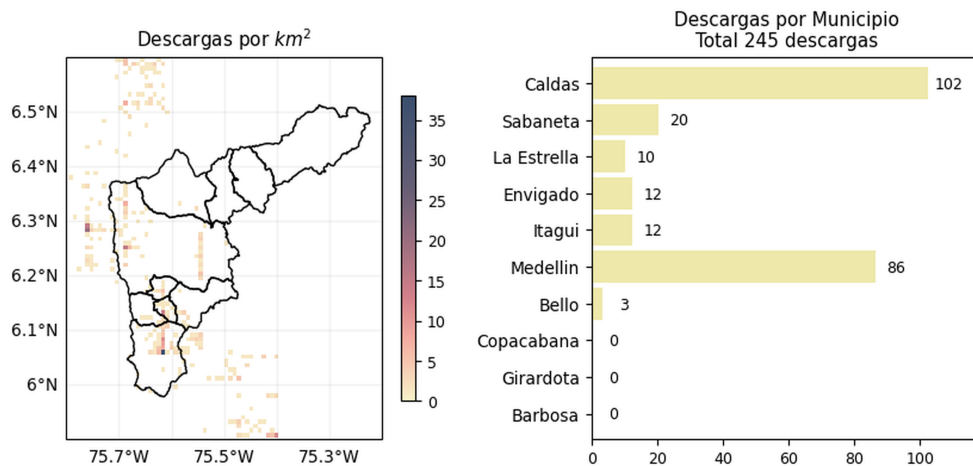 Descargas por km²
6.5°N
6.4°N
6.3°N
6.2°N
6.1°N
6°N
75.7°W 75.5°W 75.3°W
35
30
25
20
15
10
5
0
Descargas por Municipio
Total 245 descargas
Caldas 102
Sabaneta 20
La Estrella 10
Envigado 12
Itagui 12
Medellin 86
Bello 3
Copacabana 0
Girardota 0
Barbosa 0
0 20 40 60 80 100